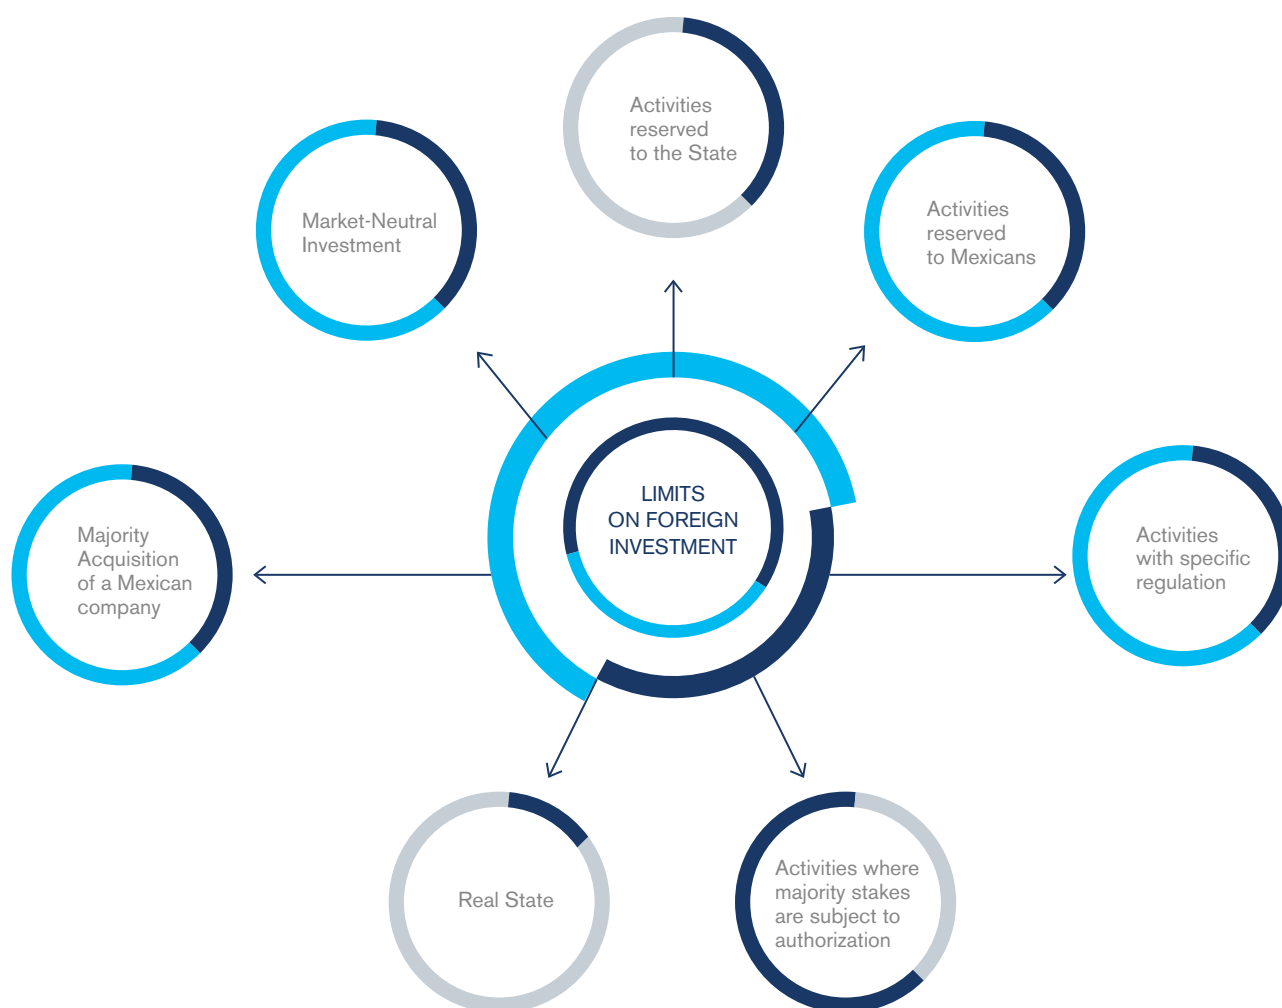 Activities
reserved
to the State
Market-Neutral
Investment
Activities
reserved
to Mexicans
LIMITS
ON FOREIGN
INVESTMENT
Majority
Acquisition
of a Mexican
company
Activities
with specific
regulation
Real State
Activities where
majority stakes
are subject to
authorization